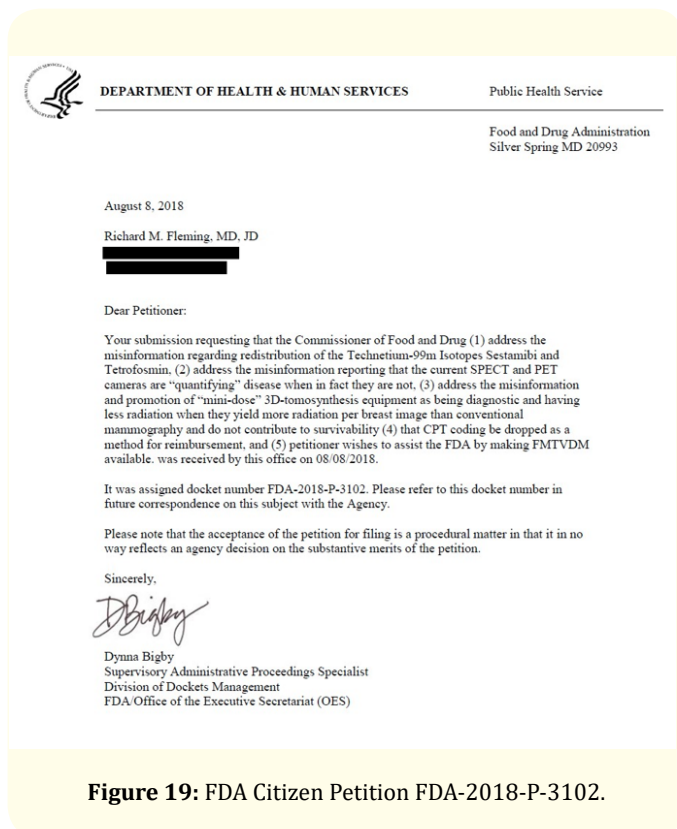 DEPARTMENT OF HEALTH & HUMAN SERVICES
Public Health Service
Food and Drug Administration
Silver Spring MD 20993
August 8, 2018
Richard M. Fleming, MD, JD
Dear Petitioner:
Your submission requesting that the Commissioner of Food and Drug (1) address the
misinformation regarding redistribution of the Technetium-99m Isotopes Sestamibi and
Tetrofosmin, (2) address the misinformation reporting that the current SPECT and PET
cameras are “quantifying” disease when in fact they are not, (3) address the misinformation
and promotion of “mini-dose” 3D-tomosynthesis equipment as being diagnostic and having
less radiation when they yield more radiation per breast image than conventional
mammography and do not contribute to survivability (4) that CPT coding be dropped as a
method for reimbursement, and (5) petitioner wishes to assist the FDA by making FMTVDM
available. was received by this office on 08/08/2018.
It was assigned docket number FDA-2018-P-3102. Please refer to this docket number in
future correspondence on this subject with the Agency.
Please note that the acceptance of the petition for filing is a procedural matter in that it in no
way reflects an agency decision on the substantive merits of the petition.
Sincerely,
DBigby
Dynna Bigby
Supervisory Administrative Proceedings Specialist
Division of Dockets Management
FDA/Office of the Executive Secretariat (OES)
Figure 19: FDA Citizen Petition FDA-2018-P-3102.